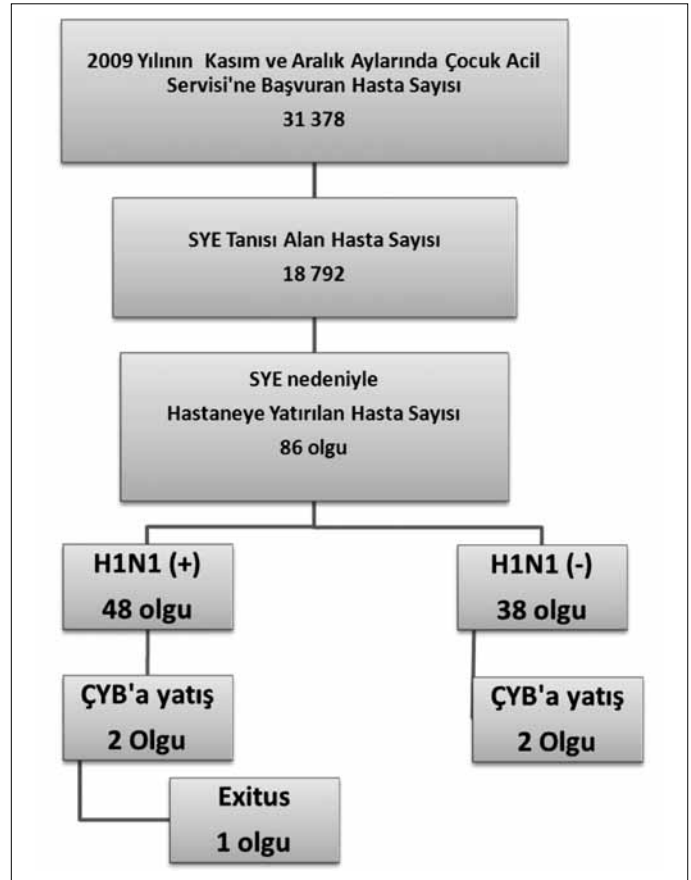 2009 Yılının Kasım ve Aralık Aylarında Çocuk Acil
Servisi'ne Başvuran Hasta Sayısı
31 378
SYE Tanısı Alan Hasta Sayısı
18 792
SYE nedeniyle
Hastaneye Yatırılan Hasta Sayısı
86 olgu
H1N1 (+)
48 olgu
H1N1 (-)
38 olgu
ÇYB'a yatış
2 Olgu
ÇYB'a yatış
2 Olgu
Exitus
1 olgu